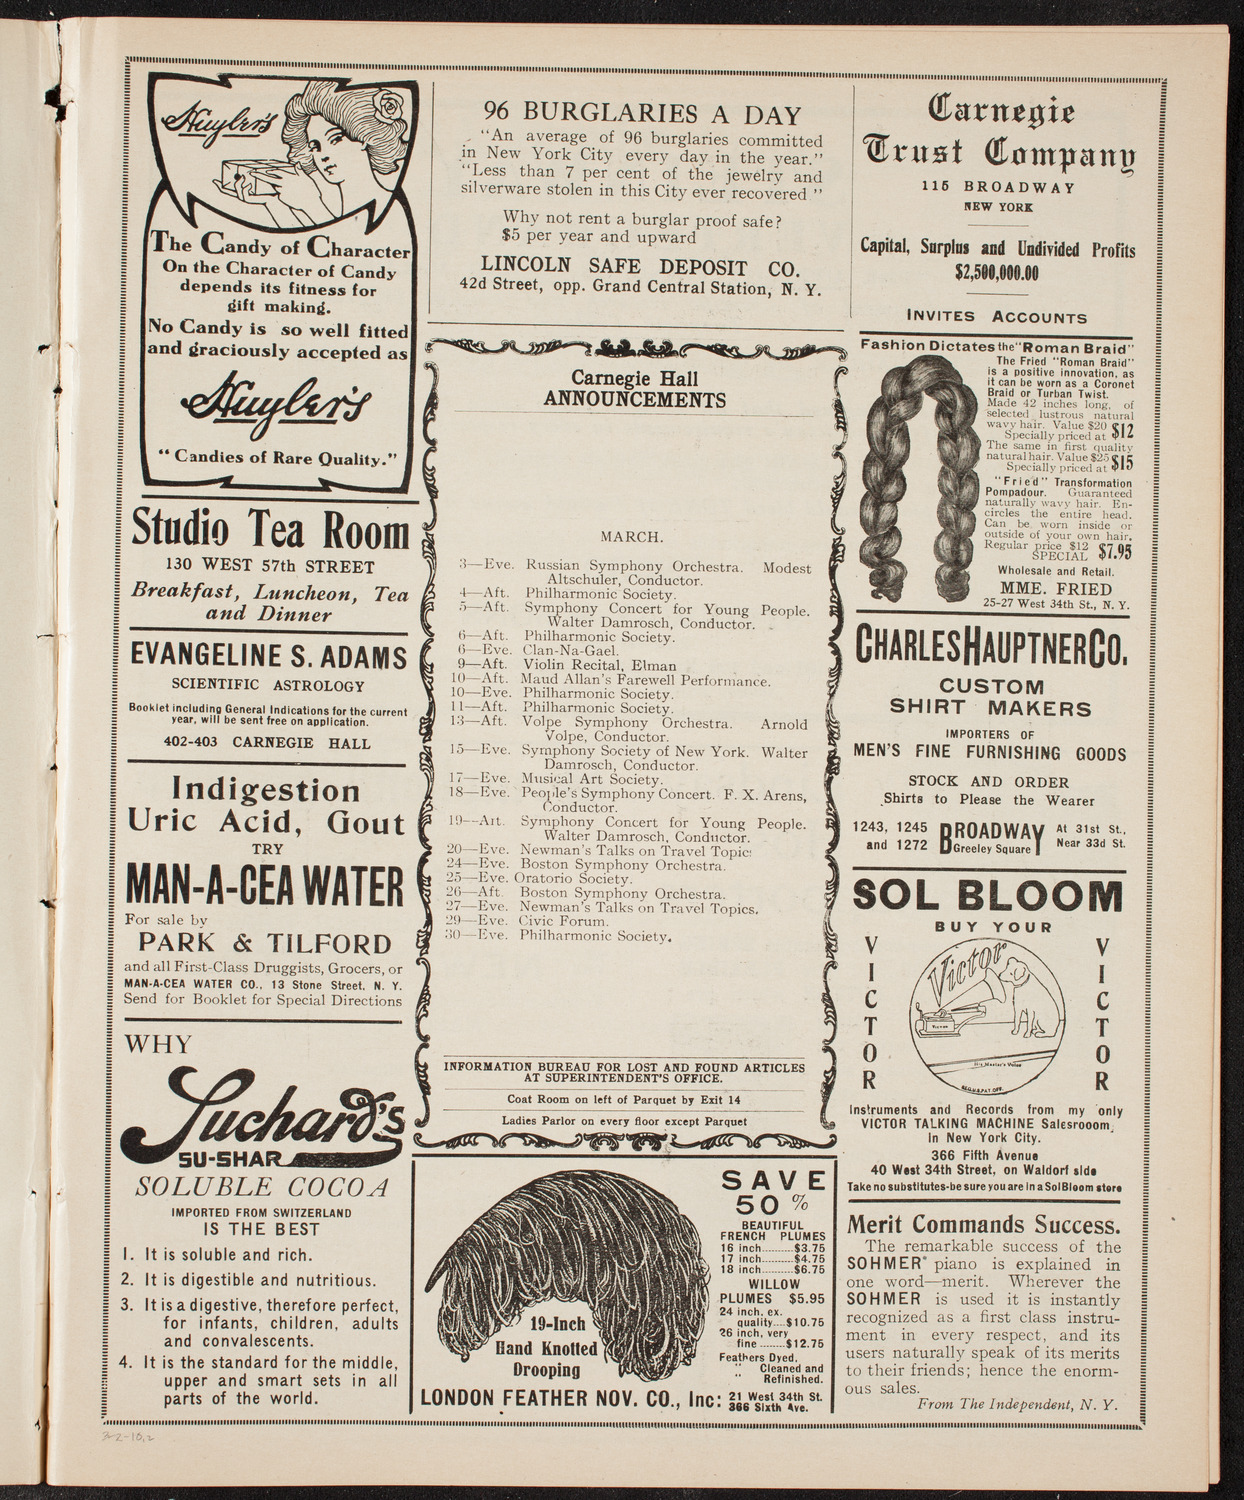 Huyler's
The Candy of Character
On the Character of Candy
depends its fitness for
gift making.
No Candy is so well fitted
and graciously accepted as
Huyler's
"Candies of Rare Quality."
Studio Tea Room
130 WEST 57th STREET
Breakfast, Luncheon, Tea
and Dinner
EVANGELINE S. ADAMS
SCIENTIFIC ASTROLOGY
Booklet including General Indications for the current
year, will be sent free on application.
402-403 CARNEGIE HALL
Indigestion
Uric Acid, Gout
TRY
MAN-A-CEA WATER
For sale by
PARK & TILFORD
and all First-Class Druggists, Grocers, or
MAN-A-CEA WATER CO., 13 Stone Street, N. Y.
Send for Booklet for Special Directions
WHY
Suchard's
SU-SHAR
SOLUBLE COCOA
IMPORTED FROM SWITZERLAND
IS THE BEST
1. It is soluble and rich.
2. It is digestible and nutritious.
3. It is a digestive, therefore perfect,
for infants, children, adults
and convalescents.
4. It is the standard for the middle,
upper and smart sets in all
parts of the world.
96 BURGLARIES A DAY
"An average of 96 burglaries committed
in New York City every day in the year."
"Less than 7 per cent of the jewelry and
silverware stolen in this City ever recovered"
Why not rent a burglar proof safe?
$5 per year and upward
LINCOLN SAFE DEPOSIT CO.
42d Street, opp. Grand Central Station, N. Y.
Carnegie Hall
ANNOUNCEMENTS
MARCH.
3—Eve. Russian Symphony Orchestra. Modest
Altschuler, Conductor.
4—Aft. Philharmonic Society.
5—Aft. Symphony Concert for Young People.
Walter Damrosch, Conductor.
6—Aft. Philharmonic Society.
6—Eve. Clan-Na-Gael.
9—Aft. Violin Recital, Elman
10—Aft. Maud Allan's Farewell Performance.
10—Eve. Philharmonic Society.
11—Aft. Philharmonic Society.
13—Aft. Volpe Symphony Orchestra. Arnold
Volpe, Conductor.
15—Eve. Symphony Society of New York. Walter
Damrosch, Conductor.
17—Eve. Musical Art Society.
18—Eve. People's Symphony Concert. F. X. Arens,
Conductor.
19—Aft. Symphony Concert for Young People.
Walter Damrosch, Conductor.
20—Eve. Newman's Talks on Travel Topics
24—Eve. Boston Symphony Orchestra.
25—Eve. Oratorio Society.
26—Aft. Boston Symphony Orchestra.
27—Eve. Newman's Talks on Travel Topics.
29—Eve. Civic Forum.
30—Eve. Philharmonic Society.
INFORMATION BUREAU FOR LOST AND FOUND ARTICLES
AT SUPERINTENDENT'S OFFICE.
Coat Room on left of Parquet by Exit 14
Ladies Parlor on every floor except Parquet
19-Inch
Hand Knotted
Drooping
SAVE
50%
BEAUTIFUL
FRENCH PLUMES
16 inch..........$3.75
17 inch..........$4.75
18 inch..........$6.75
WILLOW
PLUMES $5.95
24 inch, ex.
quality....$10.75
26 inch, very
fine.......$12.75
Feathers Dyed,
" Cleaned and
" Refinished.
LONDON FEATHER NOV. CO., Inc: 21 West 34th St.
366 Sixth Ave.
Carnegie
Trust Company
115 BROADWAY
NEW YORK
Capital, Surplus and Undivided Profits
$2,500,000.00
INVITES ACCOUNTS
Fashion Dictates the "Roman Braid"
The Fried "Roman Braid"
is a positive innovation, as
it can be worn as a Coronet
Braid or Turban Twist.
Made 42 inches long, of
selected lustrous natural
wavy hair. Value $20
Specially priced at $12
The same in first quality
natural hair. Value $25
Specially priced at $15
"Fried" Transformation
Pompadour. Guaranteed
naturally wavy hair. En-
circles the entire head.
Can be worn inside or
outside of your own hair.
Regular price $12
SPECIAL $7.95
Wholesale and Retail.
MME. FRIED
25-27 West 34th St., N. Y.
CHARLES HAUPTNER CO.
CUSTOM
SHIRT MAKERS
IMPORTERS OF
MEN'S FINE FURNISHING GOODS
STOCK AND ORDER
Shirts to Please the Wearer
1243, 1245 and 1272 BROADWAY Greeley Square At 31st St., Near 33d St.
SOL BLOOM
BUY YOUR
VICTOR
Victor
VICTOR
His Master's Voice
REG.U.S.PAT.OFF.
VICTOR
Instruments and Records from my only
VICTOR TALKING MACHINE Salesrooom,
In New York City.
366 Fifth Avenue
40 West 34th Street, on Waldorf side
Take no substitutes-be sure you are in a Sol Bloom store
Merit Commands Success.
The remarkable success of the
SOHMER piano is explained in
one word—merit. Wherever the
SOHMER is used it is instantly
recognized as a first class instru-
ment in every respect, and its
users naturally speak of its merits
to their friends; hence the enorm-
ous sales.
From The Independent, N. Y.
3-2-10,2